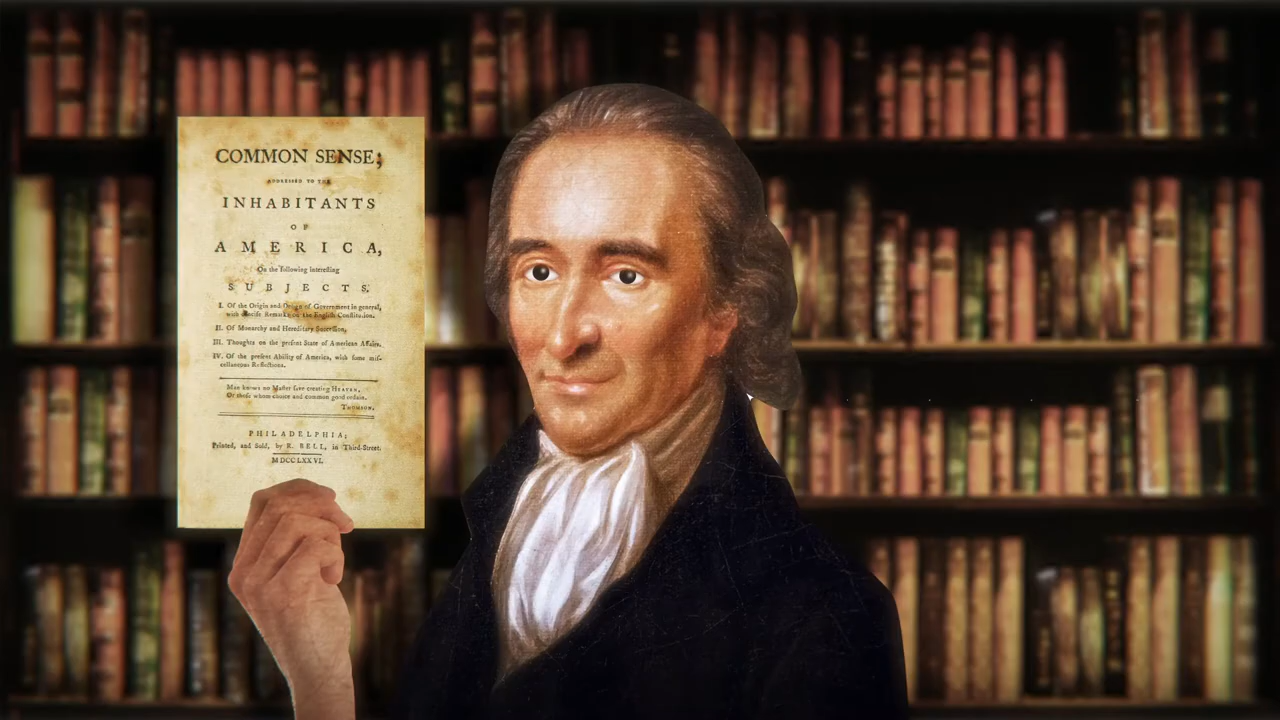 COMMON SENSE;
ADDRESSED TO THE
INHABITANTS
OF
AMERICA,
On the following interesting
SUBJECTS.
I. Of the Origin and Design of Government in general,
with concise Remarks on the English Constitution.
II. Of Monarchy and Hereditary Succession.
III. Thoughts on the present State of American Affairs.
IV. Of the present Ability of America, with some mis-
cellaneous Reflections.
Man knows no Master save creating HEAVEN,
Or those whom choice and common good ordain.
THOMSON.
PHILADELPHIA;
Printed, and Sold, by R. BELL, in Third-Street.
MDCCLXXVI.